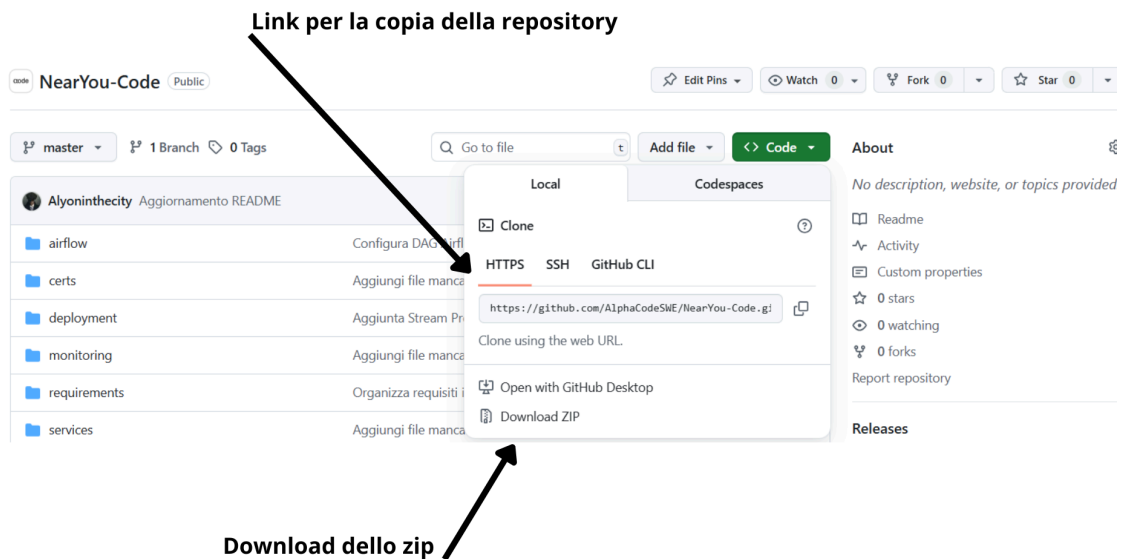 Link per la copia della repository
NearYou-Code Public
Edit Pins Watch 0 Fork 0 Star 0
master 1 Branch 0 Tags Go to file t Add file <> Code About
Local Codespaces No description, website, or topics provided
Alyoninthecity Aggiornamento README
Clone ? Readme
airflow Configura DAG
HTTPS SSH GitHub CLI Activity
certs Aggiungi file manca Custom properties
https://github.com/AlphaCodeSWE/NearYou-Code.gi 0 stars
deployment Aggiunta Stream Pr 0 watching
Clone using the web URL.
monitoring Aggiungi file manca 0 forks
Report repository
requirements Organizza requisiti i Open with GitHub Desktop
Download ZIP
services Aggiungi file manca Releases
Download dello zip